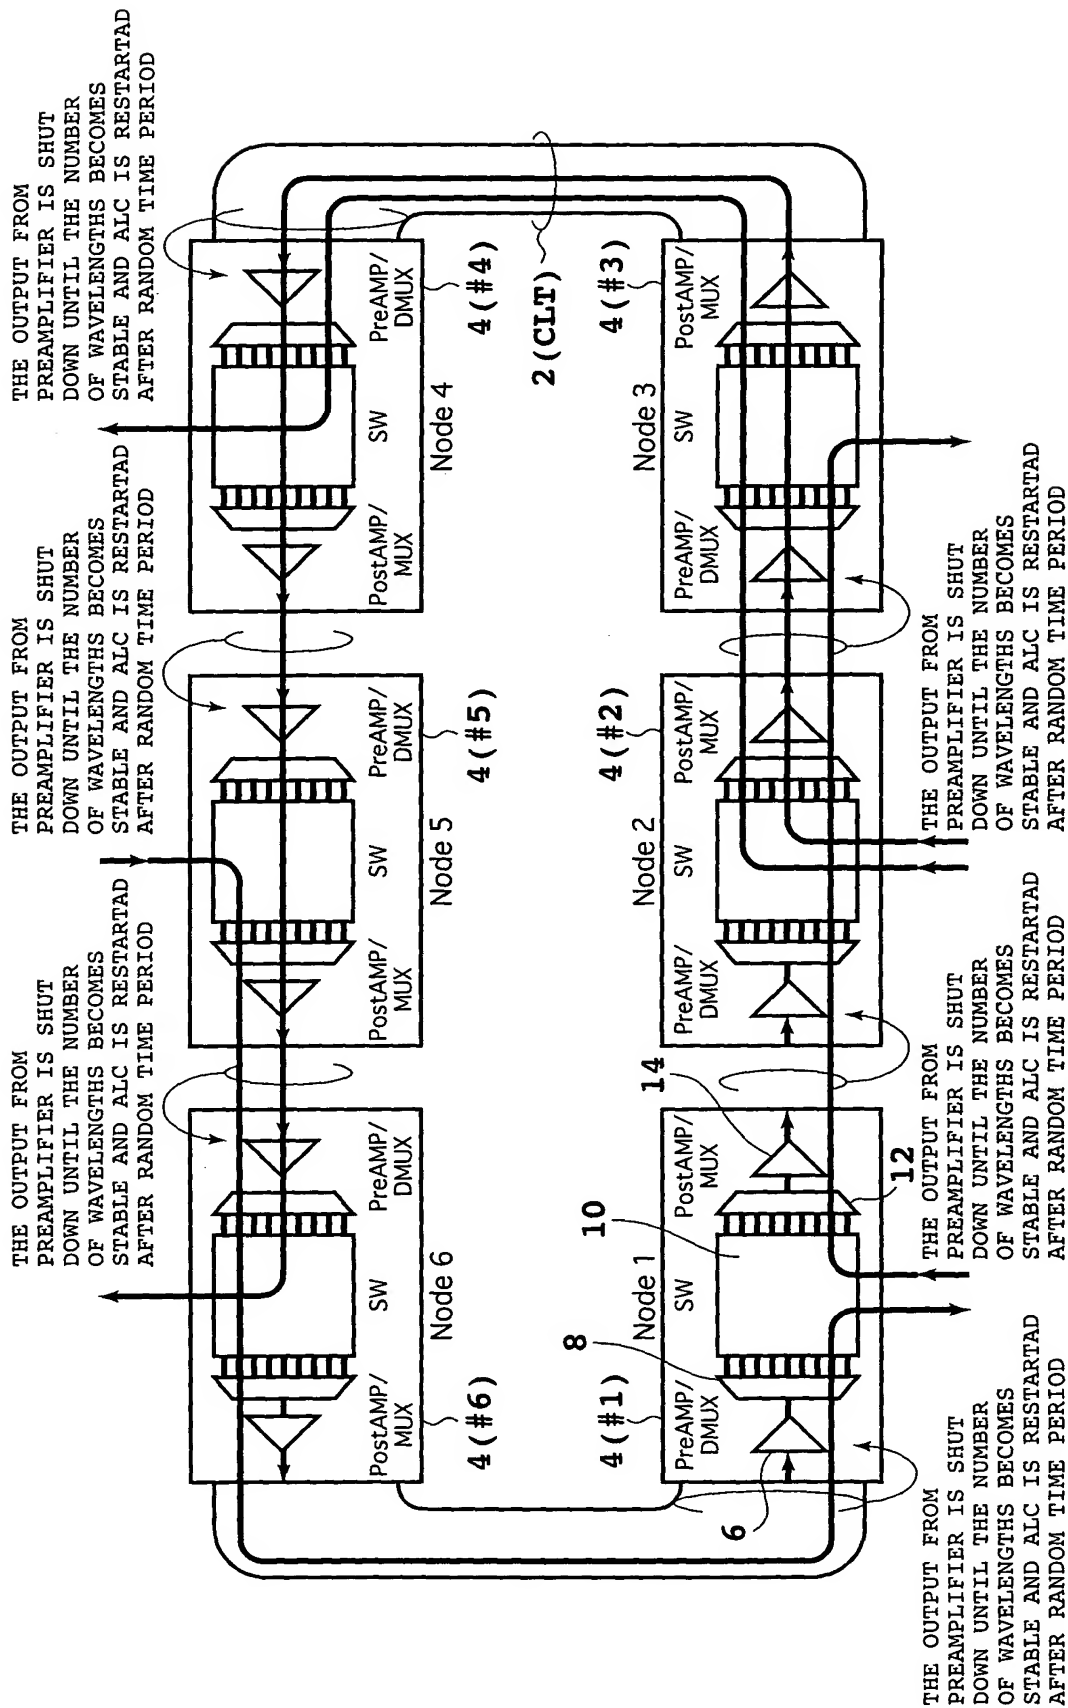 THE OUTPUT FROM
PREAMPLIFIER IS SHUT
DOWN UNTIL THE NUMBER
OF WAVELENGTHS BECOMES
STABLE AND ALC IS RESTARTAD
AFTER RANDOM TIME PERIOD
THE OUTPUT FROM
PREAMPLIFIER IS SHUT
DOWN UNTIL THE NUMBER
OF WAVELENGTHS BECOMES
STABLE AND ALC IS RESTARTAD
AFTER RANDOM TIME PERIOD
THE OUTPUT FROM
PREAMPLIFIER IS SHUT
DOWN UNTIL THE NUMBER
OF WAVELENGTHS BECOMES
STABLE AND ALC IS RESTARTAD
AFTER RANDOM TIME PERIOD
PostAMP/
MUX
SW
PreAMP/
DMUX
Node 6
4(#6)
PostAMP/
MUX
SW
PreAMP/
DMUX
Node 5
4(#5)
PostAMP/
MUX
SW
PreAMP/
DMUX
Node 4
4(#4)
2(CLT)
4(#1)
8
Node 1
10
PreAMP/
DMUX
SW
PostAMP/
MUX
14
6
12
4(#2)
Node 2
PreAMP/
DMUX
SW
PostAMP/
MUX
4(#3)
Node 3
PreAMP/
DMUX
SW
PostAMP/
MUX
THE OUTPUT FROM
PREAMPLIFIER IS SHUT
DOWN UNTIL THE NUMBER
OF WAVELENGTHS BECOMES
STABLE AND ALC IS RESTARTAD
AFTER RANDOM TIME PERIOD
THE OUTPUT FROM
PREAMPLIFIER IS SHUT
DOWN UNTIL THE NUMBER
OF WAVELENGTHS BECOMES
STABLE AND ALC IS RESTARTAD
AFTER RANDOM TIME PERIOD
THE OUTPUT FROM
PREAMPLIFIER IS SHUT
DOWN UNTIL THE NUMBER
OF WAVELENGTHS BECOMES
STABLE AND ALC IS RESTARTAD
AFTER RANDOM TIME PERIOD